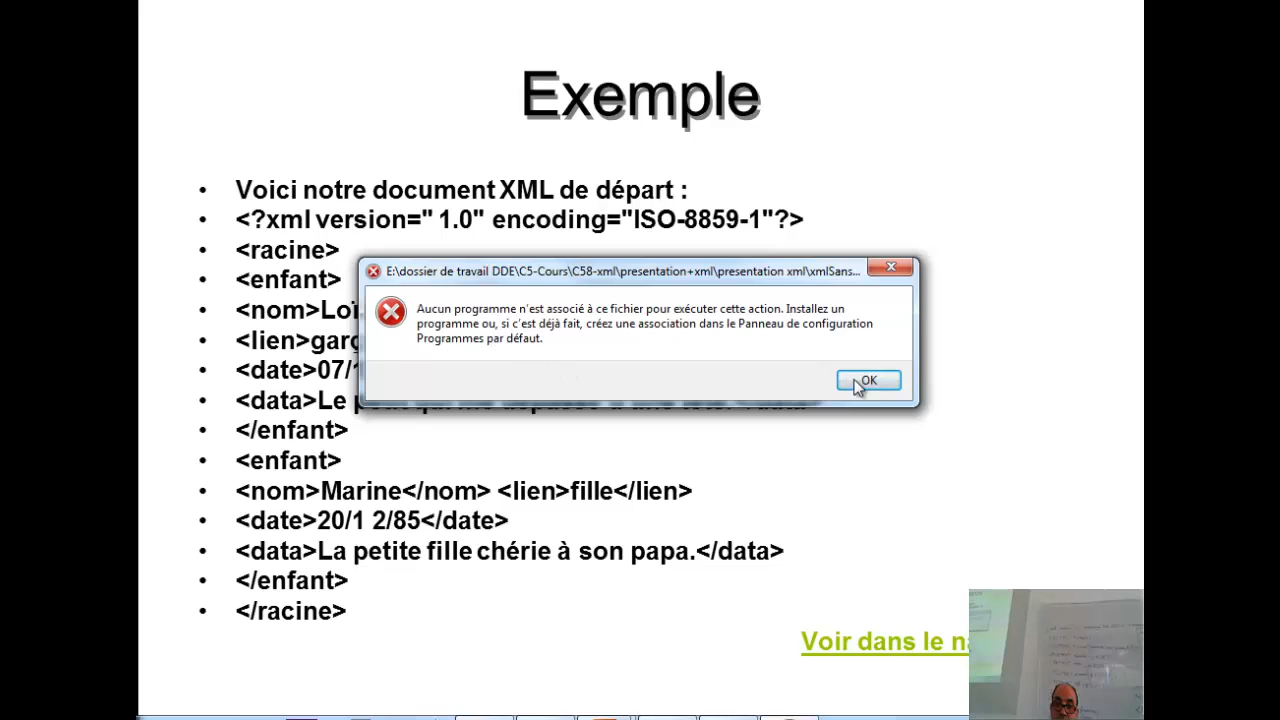 Exemple
• Voici notre document XML de départ :
• <?xml version=" 1.0" encoding="ISO-8859-1"?>
• <racine>
• <enfant>
• <nom>Loï
• <lien>garç
• <date>07/1
• <data>Le
• </enfant>
• <enfant>
• <nom>Marine</nom> <lien>fille</lien>
• <date>20/1 2/85</date>
• <data>La petite fille chérie à son papa.</data>
• </enfant>
• </racine>
Voir dans le na
E:\dossier de travail DDE\C5-Cours\C58-xml\presentation+xml\presentation xml\xmlSans...
Aucun programme n'est associé à ce fichier pour exécuter cette action. Installez un
programme ou, si c'est déjà fait, créez une association dans le Panneau de configuration
Programmes par défaut.
OK